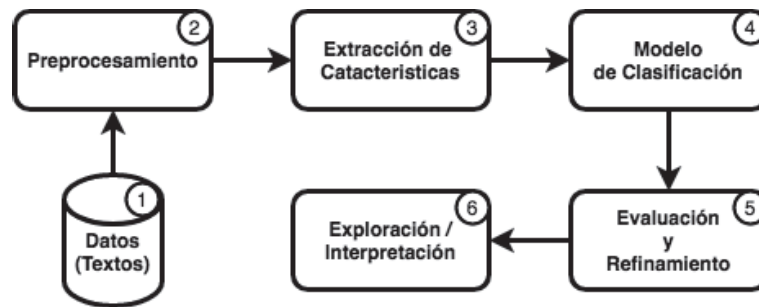 1
Datos
(Textos)
2
Preprocesamiento
3
Extracción de
Catacteristicas
4
Modelo
de Clasificación
5
Evaluación
y
Refinamiento
6
Exploración /
Interpretación